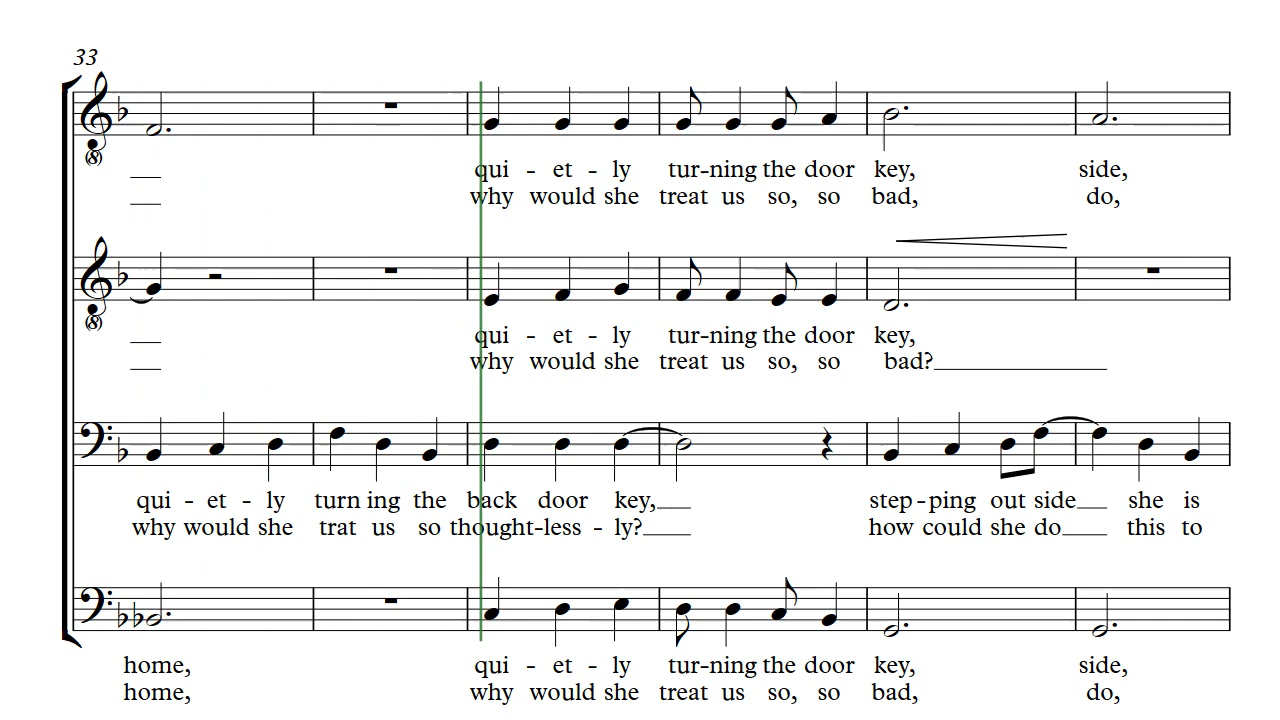 33
8
qui - et - ly tur-ning the door key, side,
why would she treat us so, so bad, do,
8
qui - et - ly tur-ning the door key,
why would she treat us so, so bad?
qui - et - ly turn ing the back door key, step-ping out side she is
why would she trat us so thought-less - ly? how could she do this to
home, qui - et - ly tur-ning the door key, side,
home, why would she treat us so, so bad, do,